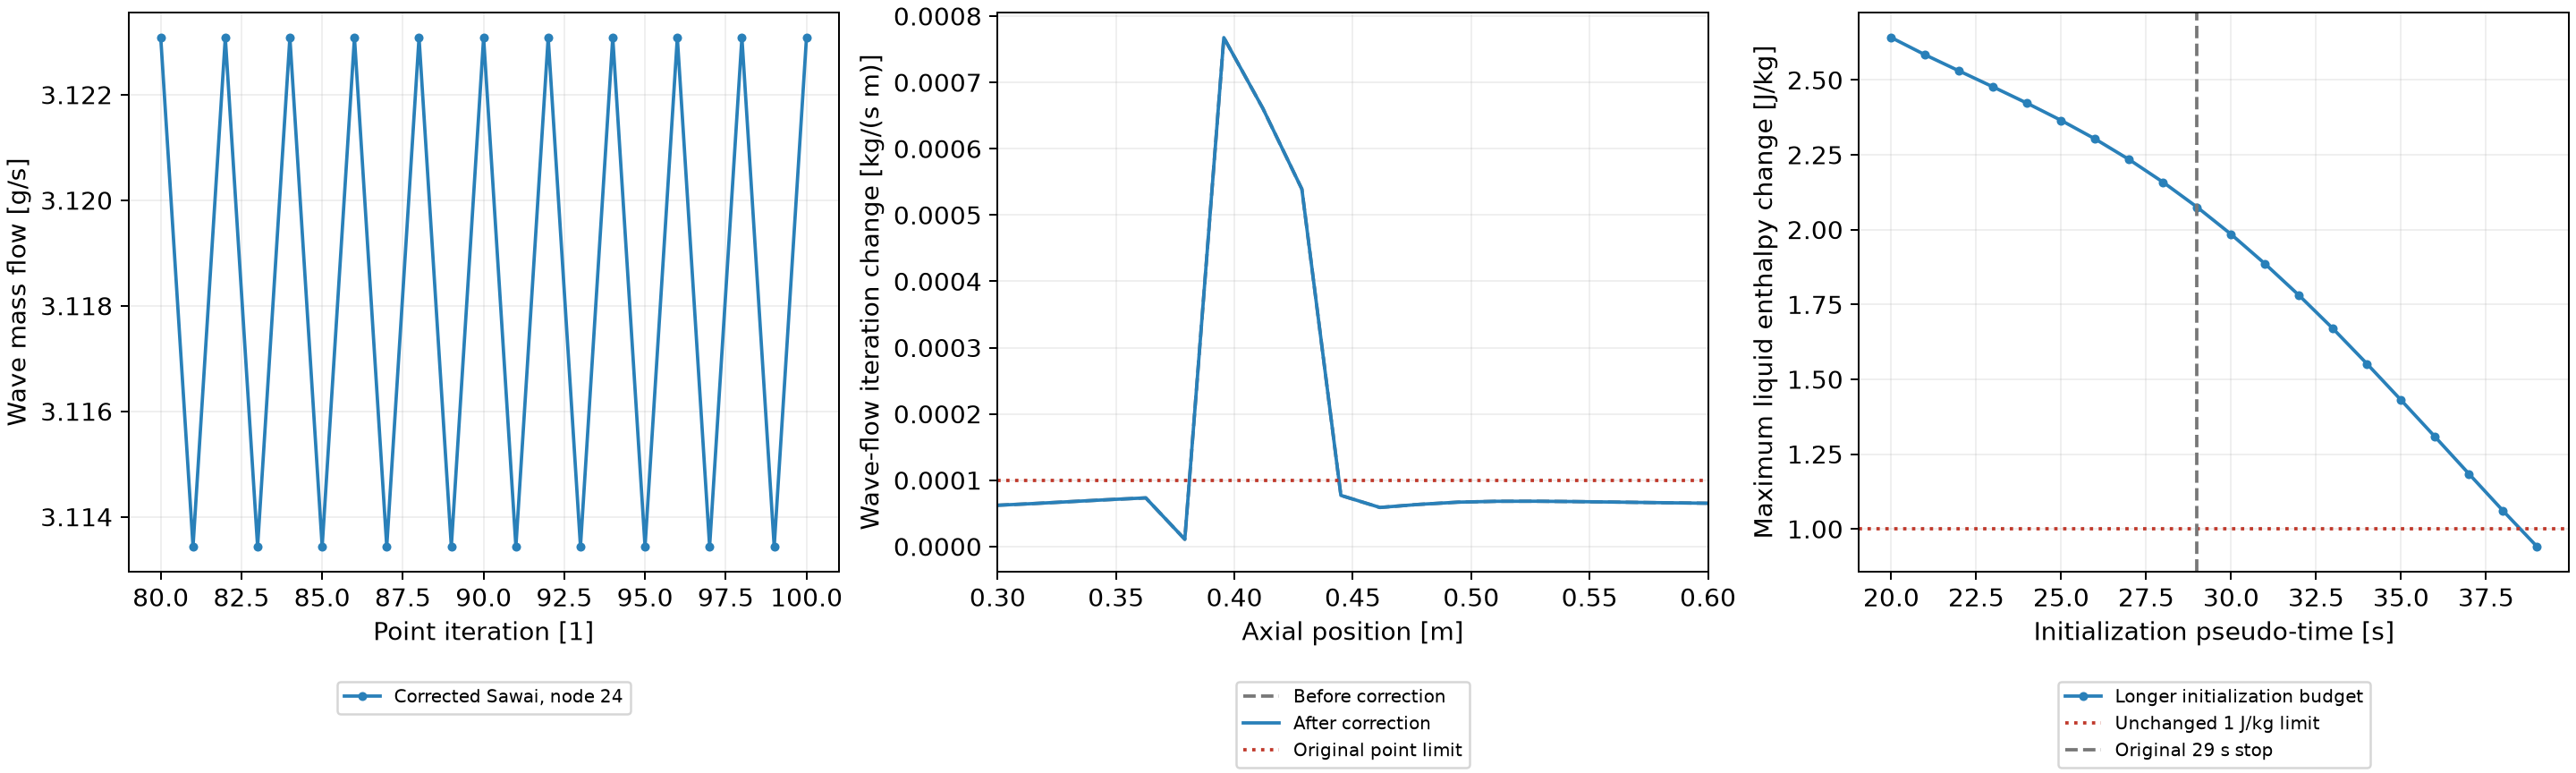 Wave mass flow [g/s]
3.122
3.120
3.118
3.116
3.114
80.0 82.5 85.0 87.5 90.0 92.5 95.0 97.5 100.0
Point iteration [1]
Corrected Sawai, node 24
Wave-flow iteration change [kg/(s m)]
0.0008
0.0007
0.0006
0.0005
0.0004
0.0003
0.0002
0.0001
0.0000
0.30 0.35 0.40 0.45 0.50 0.55 0.60
Axial position [m]
Before correction
After correction
Original point limit
Maximum liquid enthalpy change [J/kg]
2.50
2.25
2.00
1.75
1.50
1.25
1.00
20.0 22.5 25.0 27.5 30.0 32.5 35.0 37.5
Initialization pseudo-time [s]
Longer initialization budget
Unchanged 1 J/kg limit
Original 29 s stop